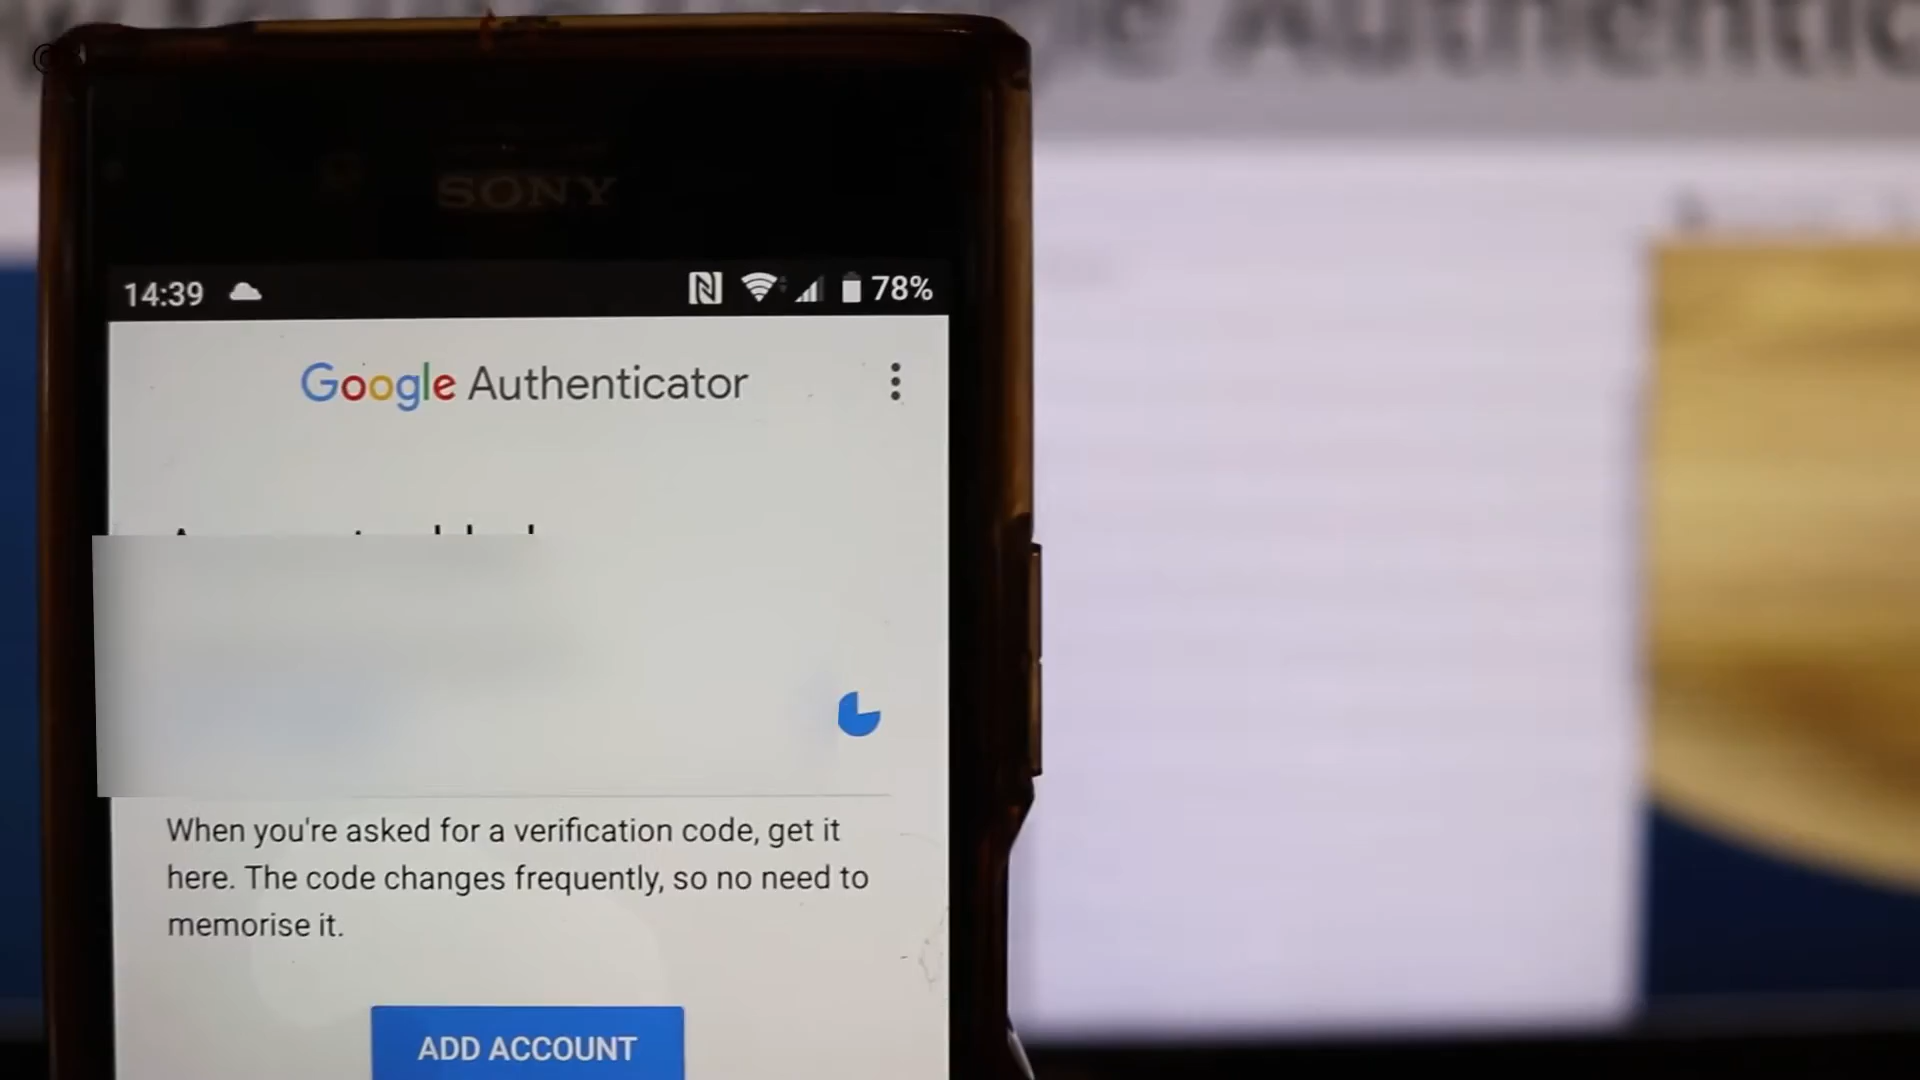 Authentic
SONY
14:39
78%
Google Authenticator
When you're asked for a verification code, get it
here. The code changes frequently, so no need to
memorise it.
ADD ACCOUNT